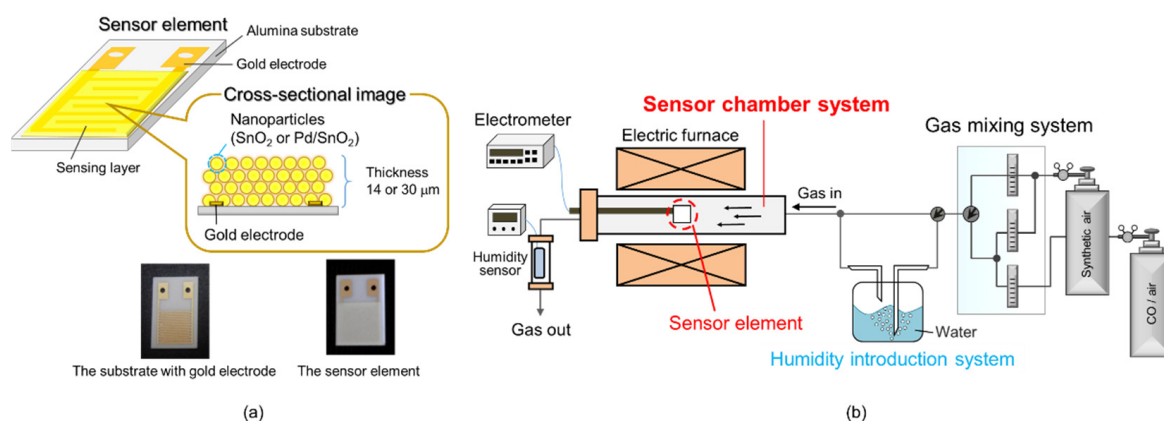 Sensor element
Alumina substrate
Gold electrode
Cross-sectional image
Nanoparticles
(SnO₂ or Pd/SnO₂)
Thickness
14 or 30 μm
Sensing layer
Gold electrode
The substrate with gold electrode
The sensor element
(a)
Sensor chamber system
Electrometer
Electric furnace
Gas mixing system
Gas in
Humidity
sensor
Gas out
Sensor element
Water
Humidity introduction system
Synthetic air
CO / air
(b)